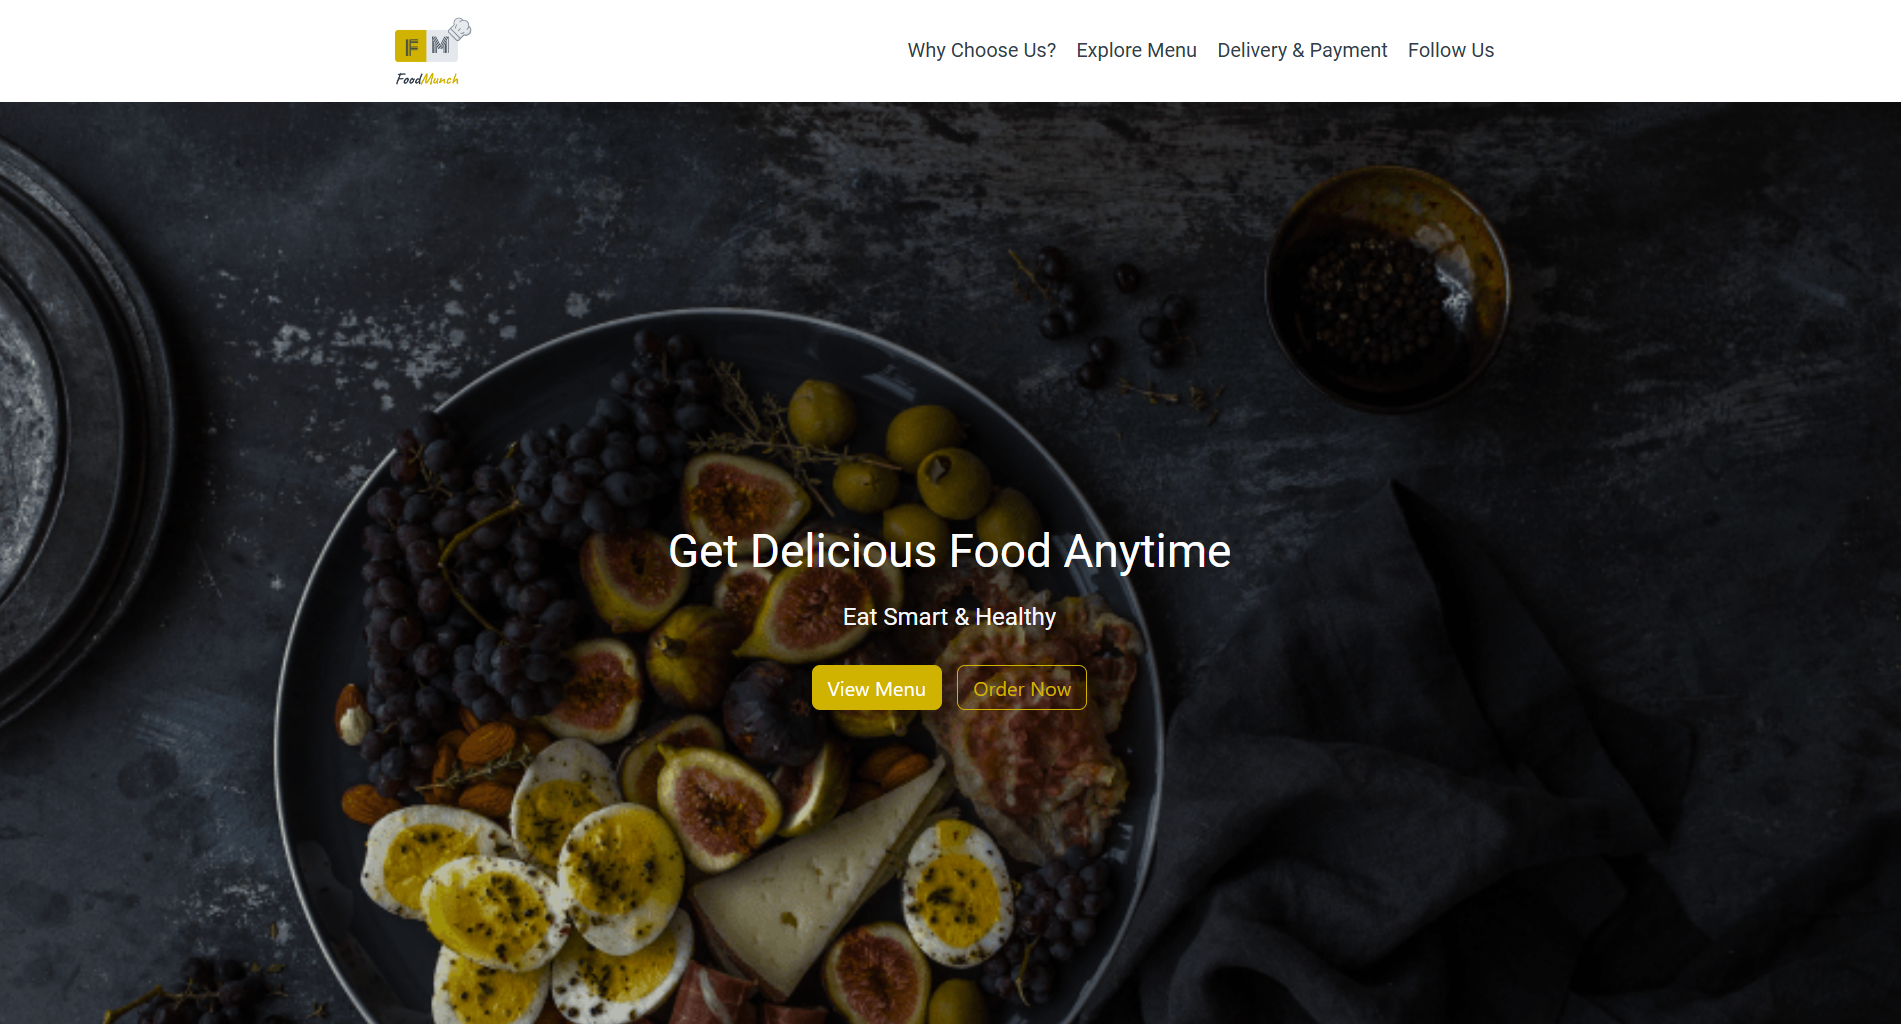 F M
FoodMunch
Why Choose Us? Explore Menu Delivery & Payment Follow Us
Get Delicious Food Anytime
Eat Smart & Healthy
View Menu Order Now